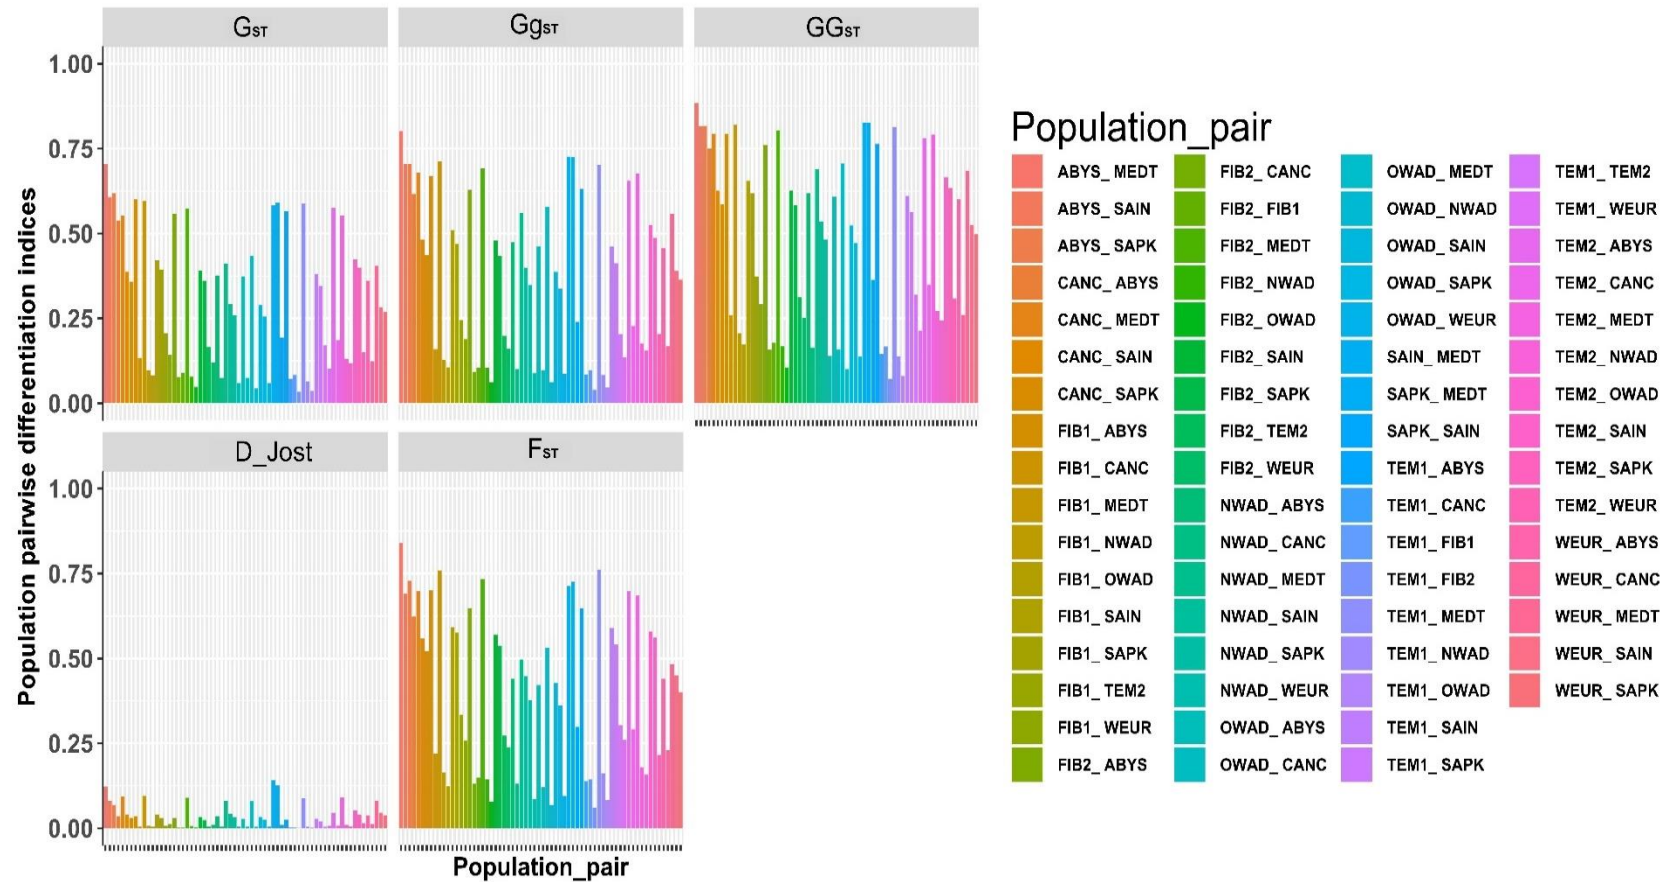 G_ST
Gg_ST
GG_ST
1.00
0.75
0.50
0.25
0.00
D_Jost
F_ST
1.00
0.75
0.50
0.25
0.00
Population pairwise differentiation indices
Population_pair
Population_pair
ABYS_ MEDT
ABYS_ SAIN
ABYS_ SAPK
CANC_ ABYS
CANC_ MEDT
CANC_ SAIN
CANC_ SAPK
FIB1_ ABYS
FIB1_ CANC
FIB1_ MEDT
FIB1_ NWAD
FIB1_ OWAD
FIB1_ SAIN
FIB1_ SAPK
FIB1_ TEM2
FIB1_ WEUR
FIB2_ ABYS
FIB2_ CANC
FIB2_ FIB1
FIB2_ MEDT
FIB2_ NWAD
FIB2_ OWAD
FIB2_ SAIN
FIB2_ SAPK
FIB2_ TEM2
FIB2_ WEUR
NWAD_ ABYS
NWAD_ CANC
NWAD_ MEDT
NWAD_ SAIN
NWAD_ SAPK
NWAD_ WEUR
OWAD_ ABYS
OWAD_ CANC
OWAD_ MEDT
OWAD_ NWAD
OWAD_ SAIN
OWAD_ SAPK
OWAD_ WEUR
SAIN_ MEDT
SAPK_ MEDT
SAPK_ SAIN
TEM1_ ABYS
TEM1_ CANC
TEM1_ FIB1
TEM1_ FIB2
TEM1_ MEDT
TEM1_ NWAD
TEM1_ OWAD
TEM1_ SAIN
TEM1_ SAPK
TEM1_ TEM2
TEM1_ WEUR
TEM2_ ABYS
TEM2_ CANC
TEM2_ MEDT
TEM2_ NWAD
TEM2_ OWAD
TEM2_ SAIN
TEM2_ SAPK
TEM2_ WEUR
WEUR_ ABYS
WEUR_ CANC
WEUR_ MEDT
WEUR_ SAIN
WEUR_ SAPK